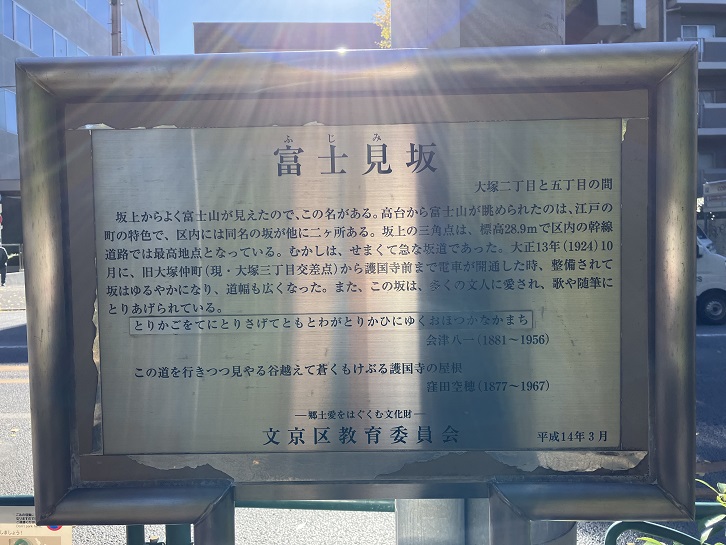 ふじみ
富士見坂
大塚二丁目と五丁目の間
坂上からよく富士山が見えたので、この名がある。高台から富士山が眺められたのは、江戸の
町の特色で、区内には同名の坂が他に二ヶ所ある。坂上の三角点は、標高28.9mで区内の幹線
道路では最高地点となっている。むかしは、せまくて急な坂道であった。大正13年(1924)10
月に、旧大塚仲町(現・大塚三丁目交差点)から護国寺前まで電車が開通した時、整備されて
坂はゆるやかになり、道幅も広くなった。また、この坂は、多くの文人に愛され、歌や随筆に
とりあげられている。
とりかごをてにとりさげてともとわがとりかひにゆくおほつかなかまち
会津八一(1881〜1956)
この道を行きつつ見やる谷越えて蒼くもけぶる護国寺の屋根
窪田空穂(1877〜1967)
―郷土愛をはぐくむ文化財―
文京区教育委員会
平成14年3月